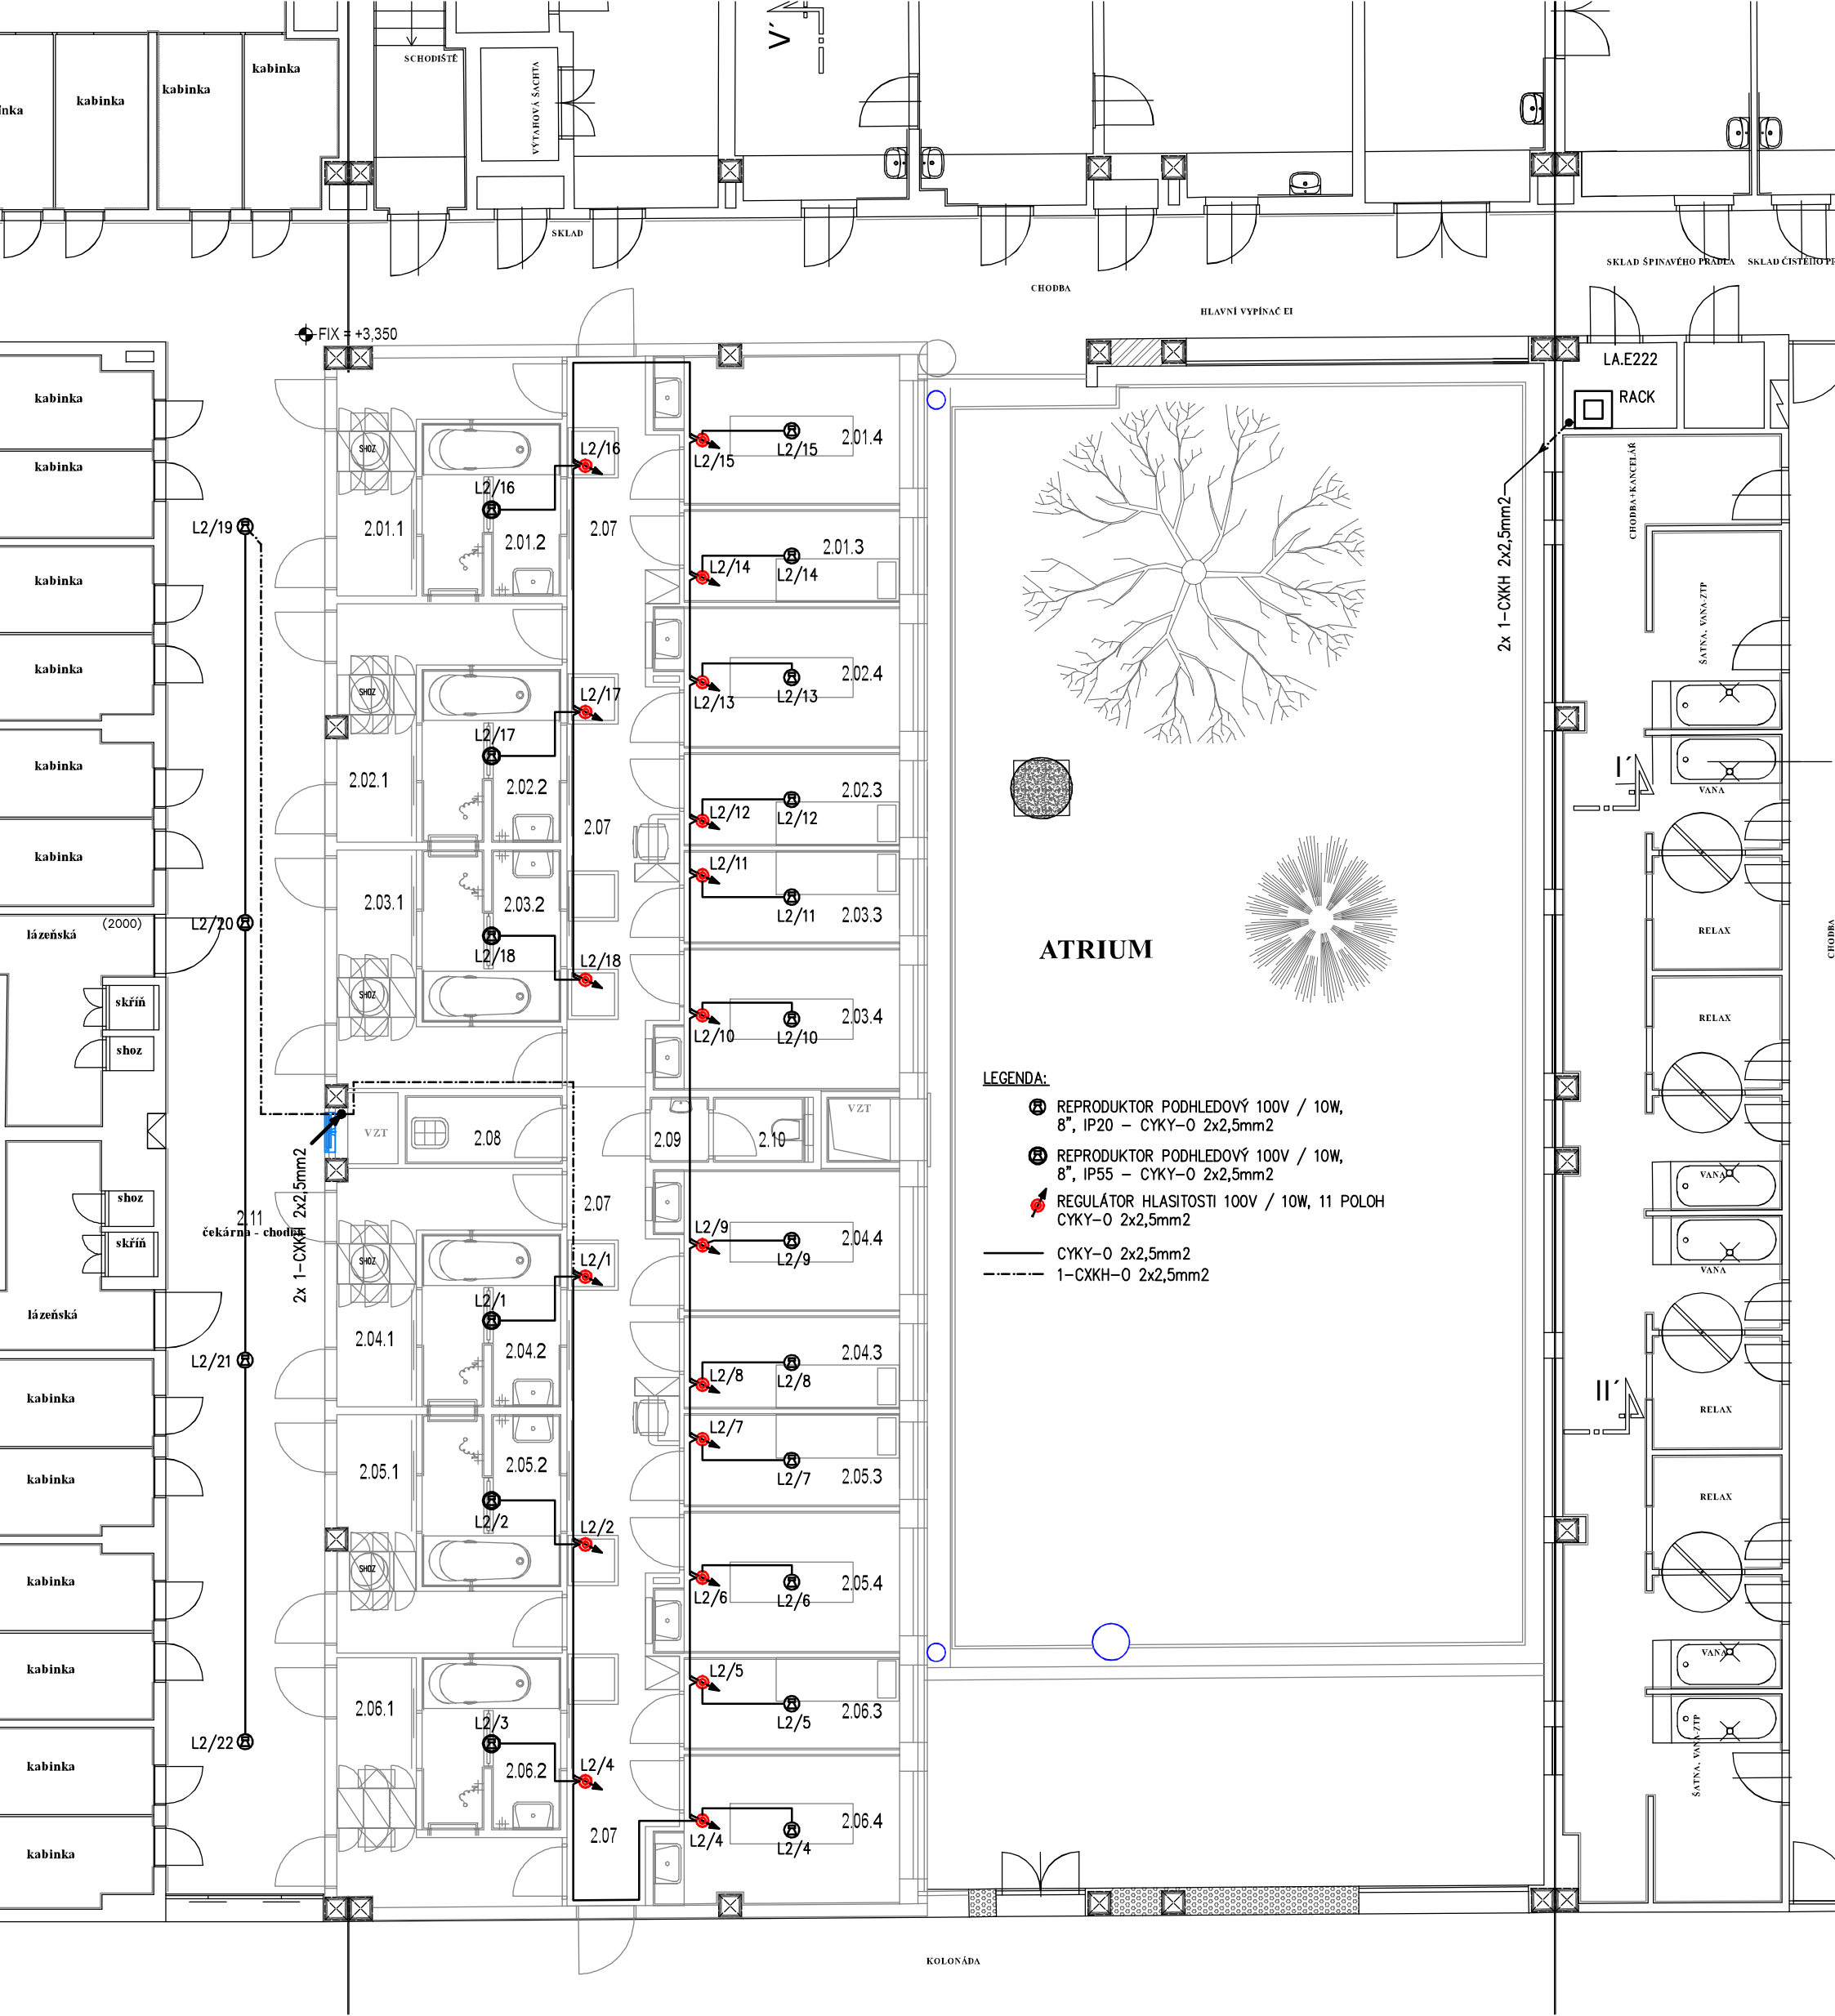 V´
SCHODIŠTĚ
VÝTAHOVÁ ŠACHTA
kabinka
kabinka
kabinka
SKLAD
CHODBA
HLAVNÍ VYPÍNAČ EI
SKLAD ŠPINAVÉHO PRÁDLA
FIX = +3,350
LA.E222
RACK
2x 1-CXKH 2x2,5mm2
CHODBA+KANCELÁŘ
ŠATNA, VANA-ZTP
kabinka
kabinka
kabinka
kabinka
kabinka
kabinka
L2/19
L2/20
(2000)
lázeňská
skříň
shoz
SHOZ
2.01.1
L2/16
L2/16
2.01.2
2.07
L2/15
L2/15
2.01.4
L2/14
L2/14
2.01.3
SHOZ
2.02.1
L2/17
L2/17
2.02.2
2.07
L2/13
L2/13
2.02.4
L2/12
L2/12
2.02.3
2.03.1
2.03.2
L2/18
L2/18
SHOZ
L2/11
L2/11
2.03.3
L2/10
L2/10
2.03.4
VZT
2.08
2.09
2.10
VZT
2x 1-CXKH 2x2,5mm2
2.11
čekárna - chodba
shoz
skříň
lázeňská
L2/21
L2/22
kabinka
kabinka
kabinka
kabinka
kabinka
kabinka
2.07
SHOZ
L2/1
L2/1
2.04.1
2.04.2
L2/9
L2/9
2.04.4
L2/8
L2/8
2.04.3
2.05.1
2.05.2
L2/2
L2/2
SHOZ
L2/7
L2/7
2.05.3
L2/6
L2/6
2.05.4
2.06.1
L2/3
2.06.2
L2/4
2.07
L2/5
L2/5
2.06.3
L2/4
L2/4
2.06.4
ATRIUM
LEGENDA:
REPRODUKTOR PODHLEDOVÝ 100V / 10W,
8", IP20 – CYKY-O 2x2,5mm2
REPRODUKTOR PODHLEDOVÝ 100V / 10W,
8", IP55 – CYKY-O 2x2,5mm2
REGULÁTOR HLASITOSTI 100V / 10W, 11 POLOH
CYKY-O 2x2,5mm2
CYKY-O 2x2,5mm2
1-CXKH-O 2x2,5mm2
I´
VANA
RELAX
RELAX
VANA
VANA
II´
RELAX
RELAX
VANA
ŠATNA, VANA-ZTP
CHODBA
KOLONÁDA